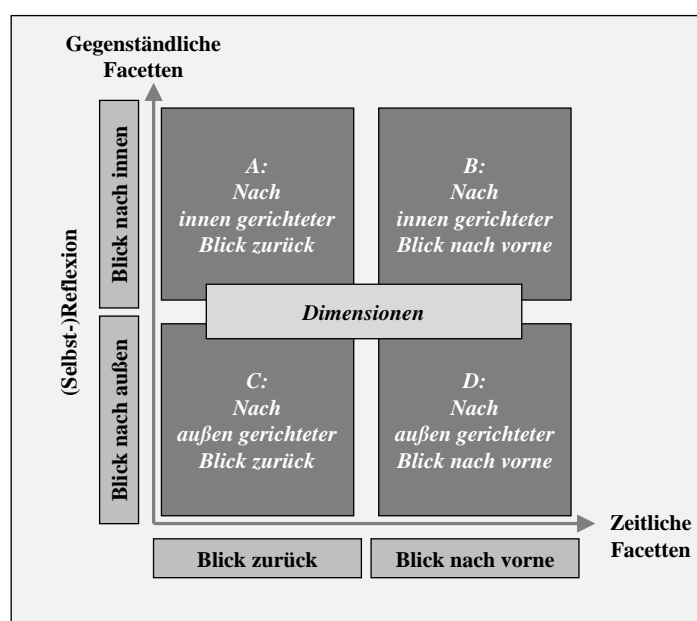 Gegenständliche
Facetten
(Selbst-)Reflexion
Blick nach innen
Blick nach außen
A:
Nach
innen gerichteter
Blick zurück
B:
Nach
innen gerichteter
Blick nach vorne
Dimensionen
C:
Nach
außen gerichteter
Blick zurück
D:
Nach
außen gerichteter
Blick nach vorne
Zeitliche
Facetten
Blick zurück
Blick nach vorne